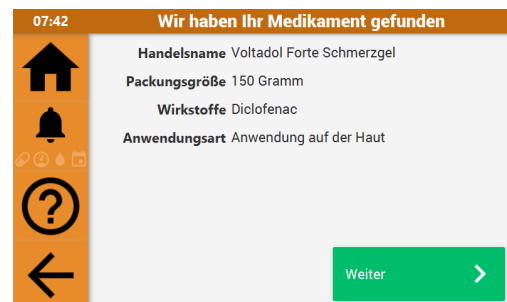 07:42 Wir haben Ihr Medikament gefunden
Handelsname Voltadol Forte Schmerzgel
Packungsgröße 150 Gramm
Wirkstoffe Diclofenac
Anwendungsart Anwendung auf der Haut
Weiter